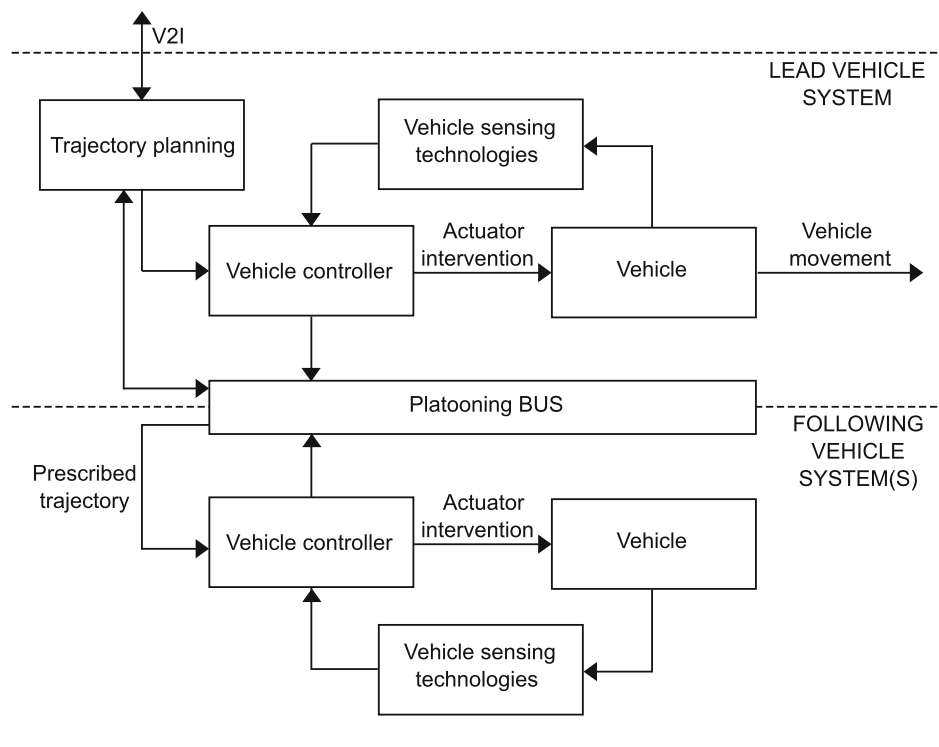 V2I
LEAD VEHICLE
SYSTEM
Trajectory planning
Vehicle sensing
technologies
Vehicle controller
Actuator
intervention
Vehicle
Vehicle
movement
Platooning BUS
FOLLOWING
VEHICLE
SYSTEM(S)
Prescribed
trajectory
Vehicle controller
Actuator
intervention
Vehicle
Vehicle sensing
technologies